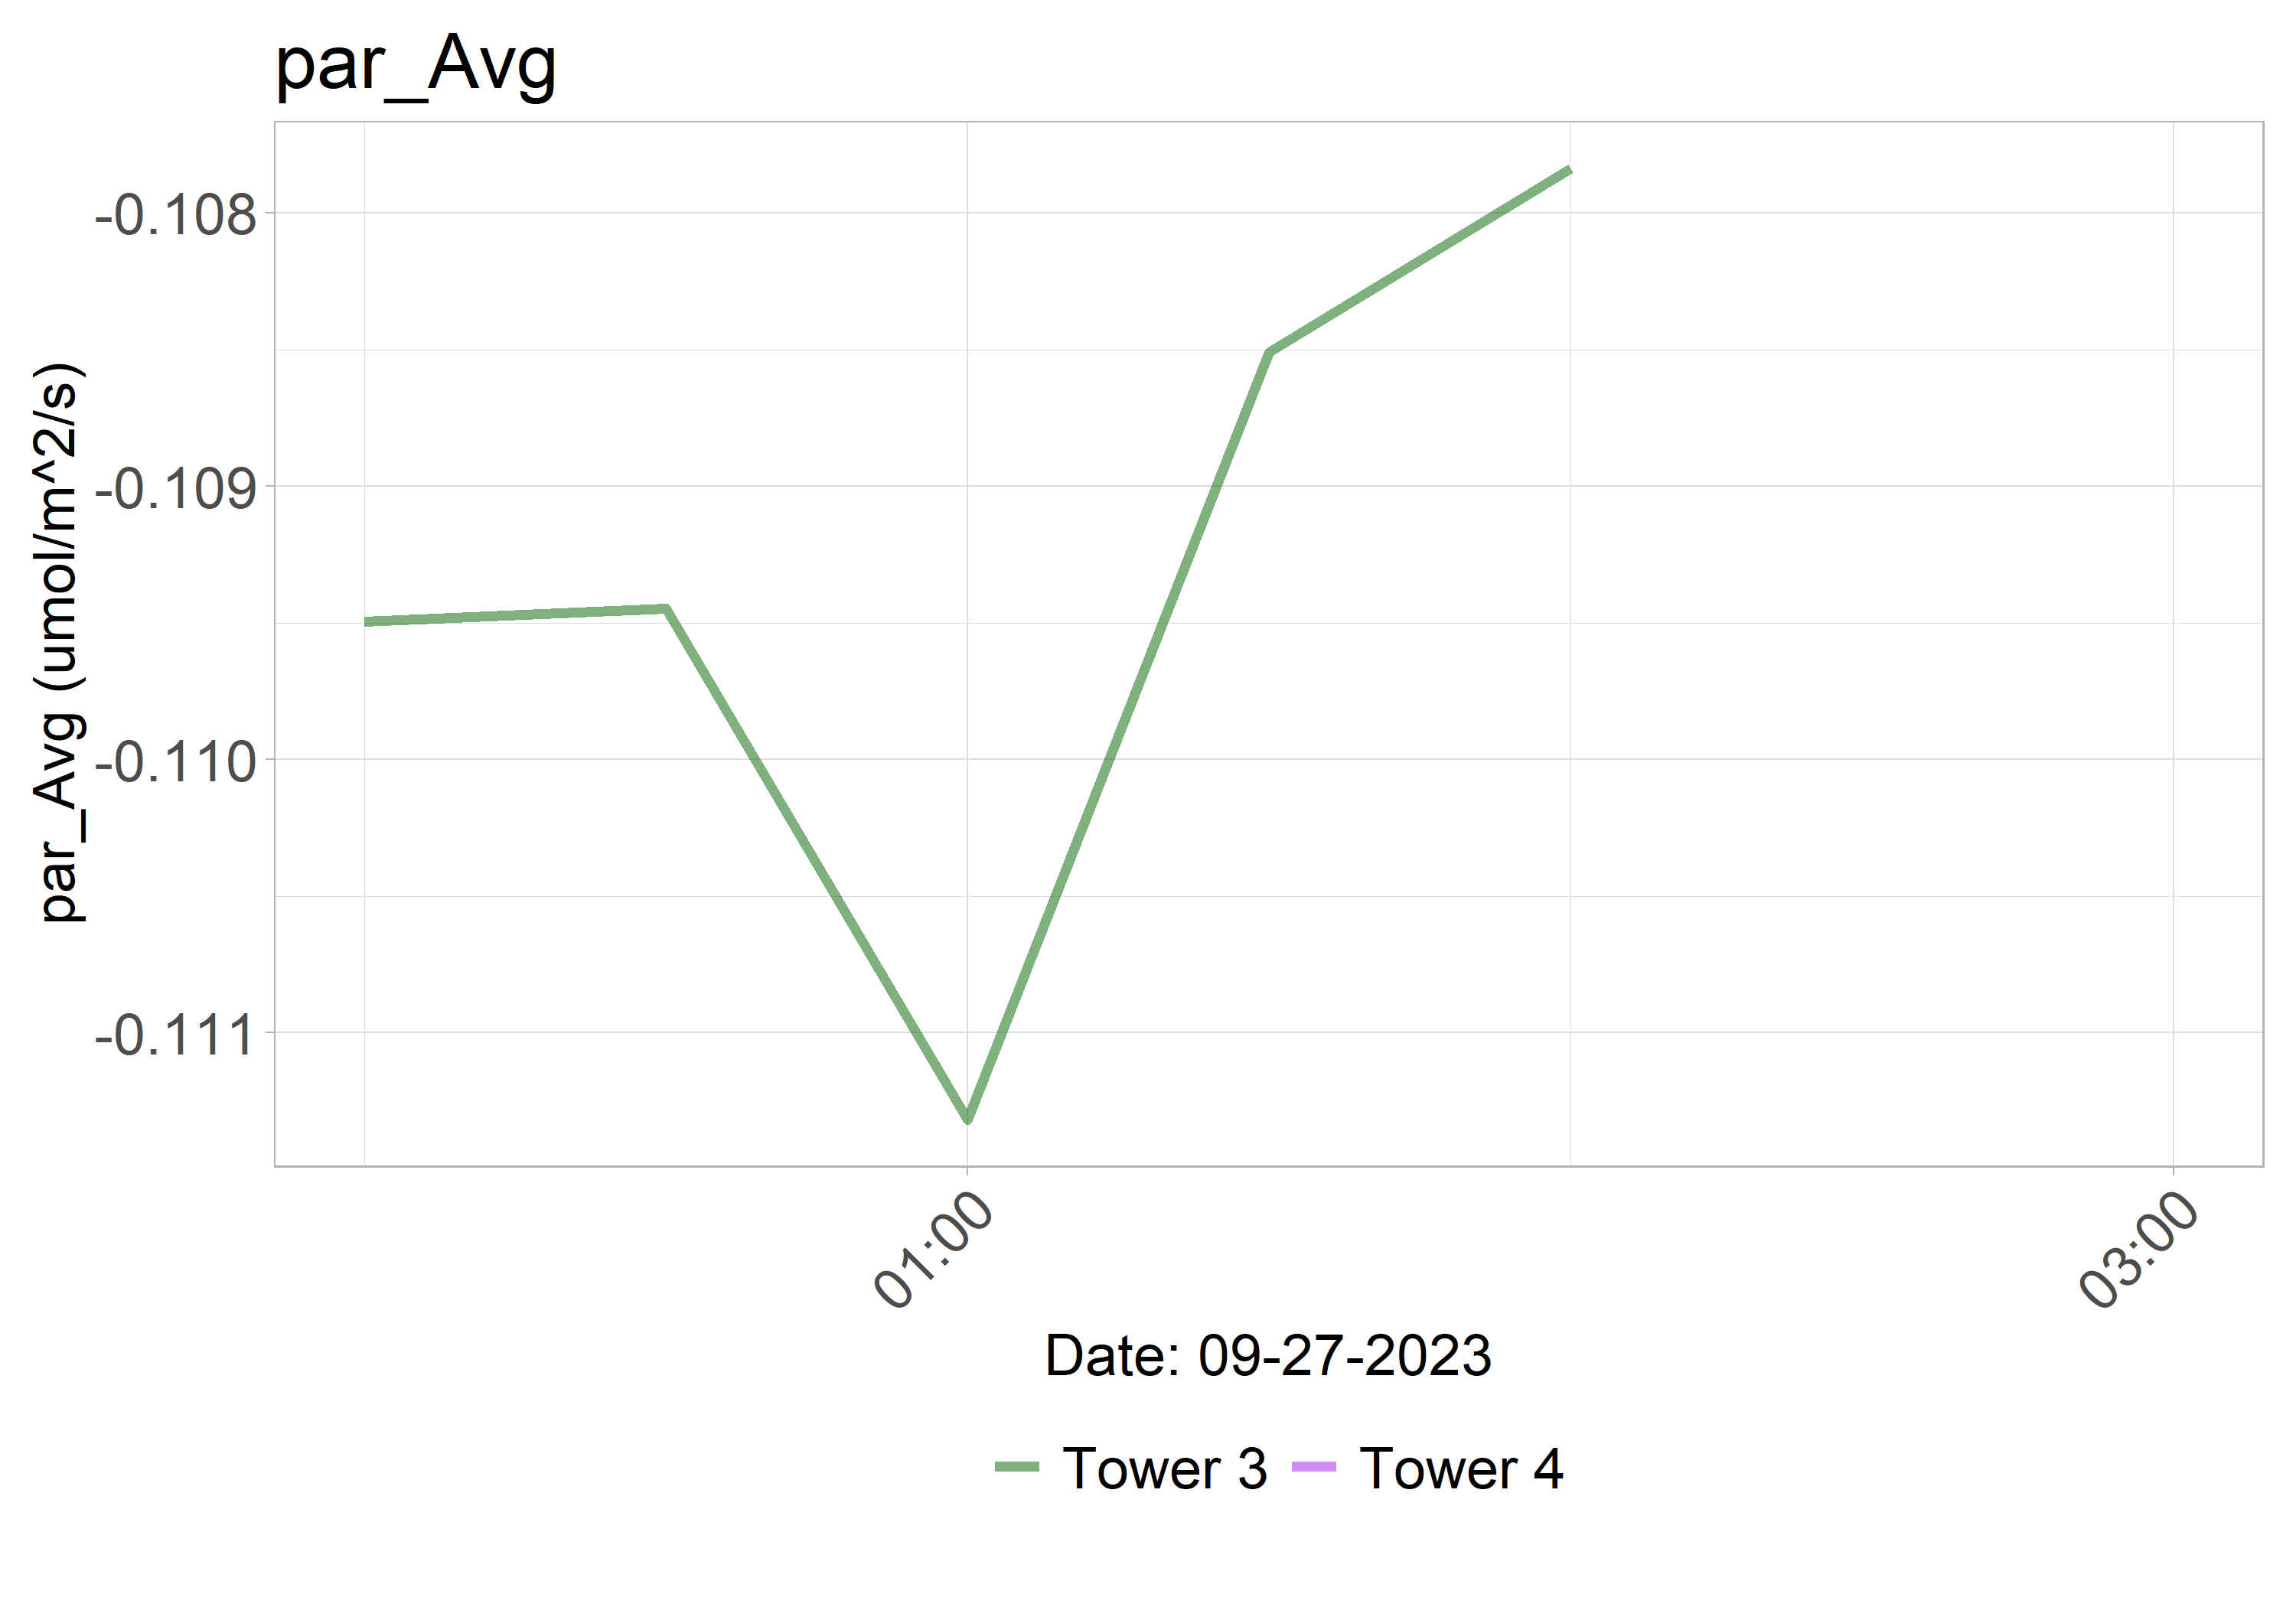 par_Avg
par_Avg (umol/m^2/s)
-0.108
-0.109
-0.110
-0.111
01:00
03:00
Date: 09-27-2023
Tower 3
Tower 4